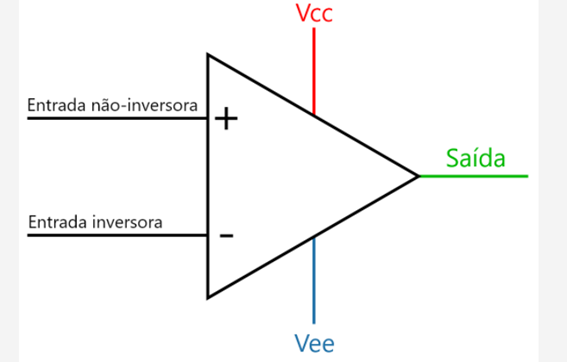 Vcc
Entrada não-inversora
+
Saída
Entrada inversora
-
Vee